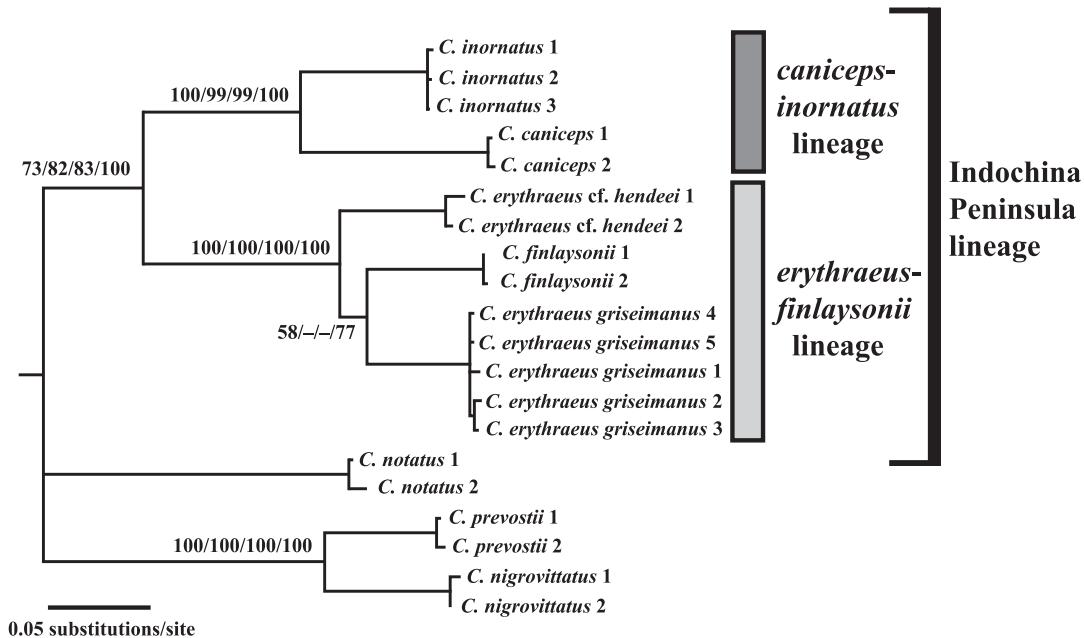 C. inornatus 1
C. inornatus 2
C. inornatus 3
100/99/99/100
C. caniceps 1
C. caniceps 2
73/82/83/100
C. erythraeus cf. hendeei 1
C. erythraeus cf. hendeei 2
100/100/100/100
C. finlaysonii 1
C. finlaysonii 2
58/–/–/77
C. erythraeus griseimanus 4
C. erythraeus griseimanus 5
C. erythraeus griseimanus 1
C. erythraeus griseimanus 2
C. erythraeus griseimanus 3
C. notatus 1
C. notatus 2
C. prevostii 1
100/100/100/100
C. prevostii 2
C. nigrovittatus 1
C. nigrovittatus 2
0.05 substitutions/site
caniceps-
inornatus
lineage
erythraeus-
finlaysonii
lineage
Indochina
Peninsula
lineage